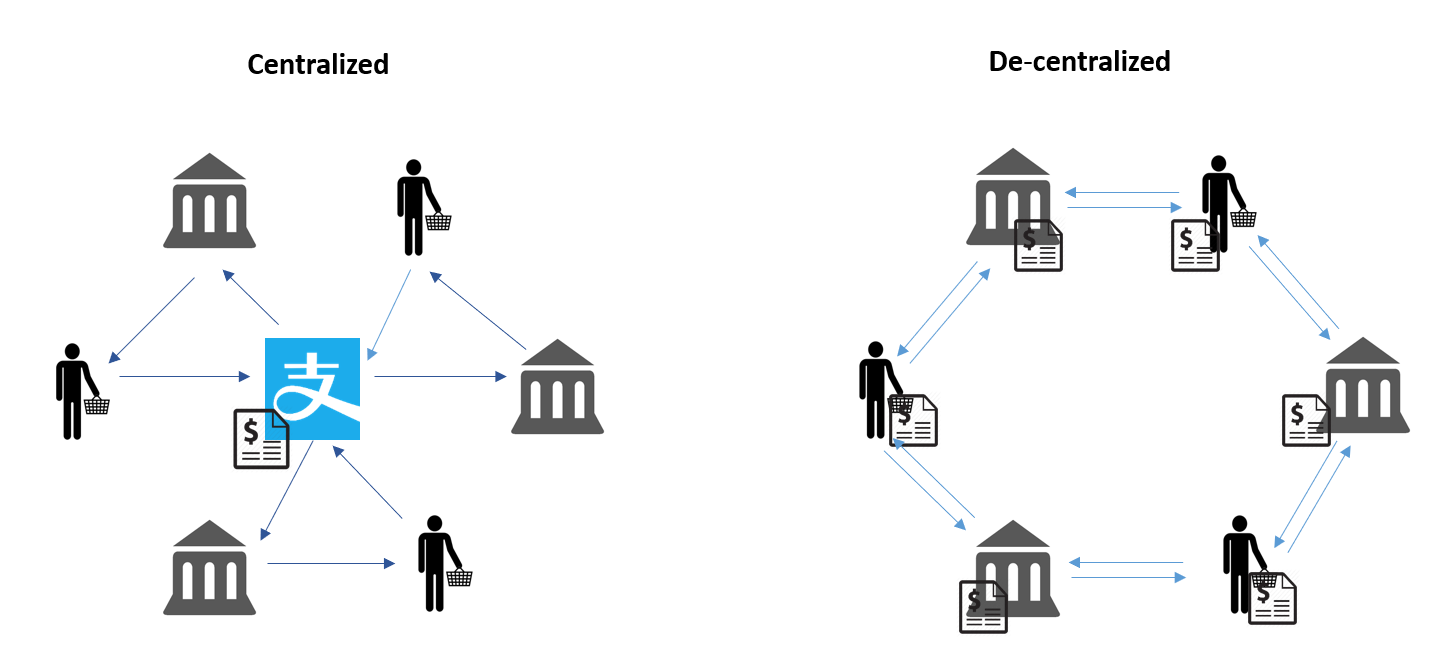 Centralized
De-centralized
支
$
$
$
$
$
$
$